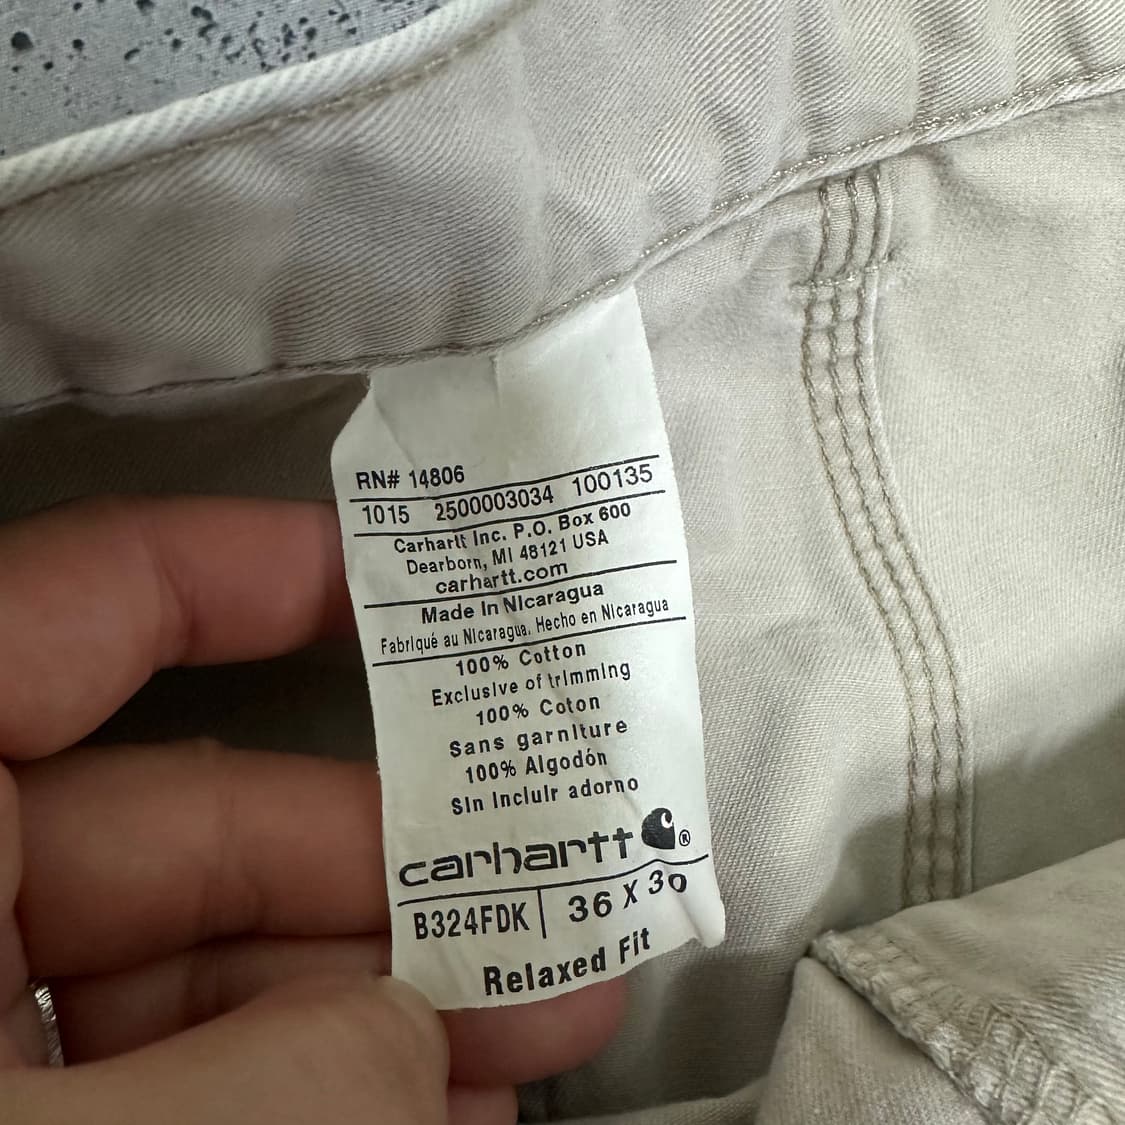 RN# 14806
1015 2500003034 100135
Carhartt Inc. P.O. Box 600
Dearborn, MI 48121 USA
carhartt.com
Made In Nicaragua
Fabriqué au Nicaragua. Hecho en Nicaragua
100% Cotton
Exclusive of trimming
100% Coton
Sans garniture
100% Algodón
Sin Incluir adorno
carhartt ®
B324FDK 36 X 30
Relaxed Fit